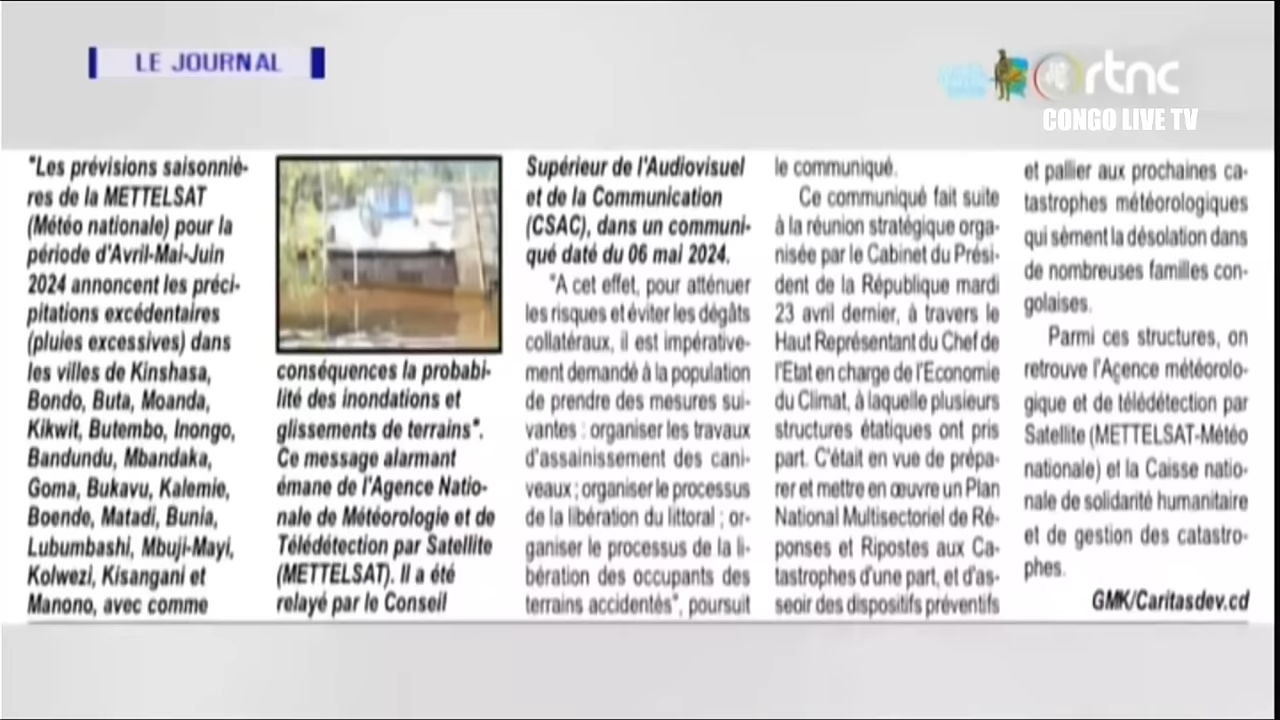 LE JOURNAL
rtnc
CONGO LIVE TV
"Les prévisions saisonniè-
res de la METTELSAT
(Météo nationale) pour la
période d'Avril-Mai-Juin
2024 annoncent les préci-
pitations excédentaires
(pluies excessives) dans
les villes de Kinshasa,
Bondo, Buta, Moanda,
Kikwit, Butembo, Inongo,
Bandundu, Mbandaka,
Goma, Bukavu, Kalemie,
Boende, Matadi, Bunia,
Lubumbashi, Mbuji-Mayi,
Kolwezi, Kisangani et
Manono, avec comme
conséquences la probabi-
lité des inondations et
glissements de terrains".
Ce message alarmant
émane de l'Agence Natio-
nale de Météorologie et de
Télédétection par Satellite
(METTELSAT). Il a été
relayé par le Conseil
Supérieur de l'Audiovisuel
et de la Communication
(CSAC), dans un communi-
qué daté du 06 mai 2024.
"A cet effet, pour atténuer
les risques et éviter les dégâts
collatéraux, il est impérative-
ment demandé à la population
de prendre des mesures sui-
vantes : organiser les travaux
d'assainissement des cani-
veaux ; organiser le processus
de la libération du littoral ; or-
ganiser le processus de la li-
bération des occupants des
terrains accidentés", poursuit
le communiqué.
Ce communiqué fait suite
à la réunion stratégique orga-
nisée par le Cabinet du Prési-
dent de la République mardi
23 avril dernier, à travers le
Haut Représentant du Chef de
l'Etat en charge de l'Economie
du Climat, à laquelle plusieurs
structures étatiques ont pris
part. C'était en vue de prépa-
rer et mettre en œuvre un Plan
National Multisectoriel de Ré-
ponses et Ripostes aux Ca-
tastrophes d'une part, et d'as-
seoir des dispositifs préventifs
et pallier aux prochaines ca-
tastrophes météorologiques
qui sèment la désolation dans
de nombreuses familles con-
golaises.
Parmi ces structures, on
retrouve l'Agence météorolo-
gique et de télédétection par
Satellite (METTELSAT-Météo
nationale) et la Caisse natio-
nale de solidarité humanitaire
et de gestion des catastro-
phes.
GMK/Caritasdev.cd